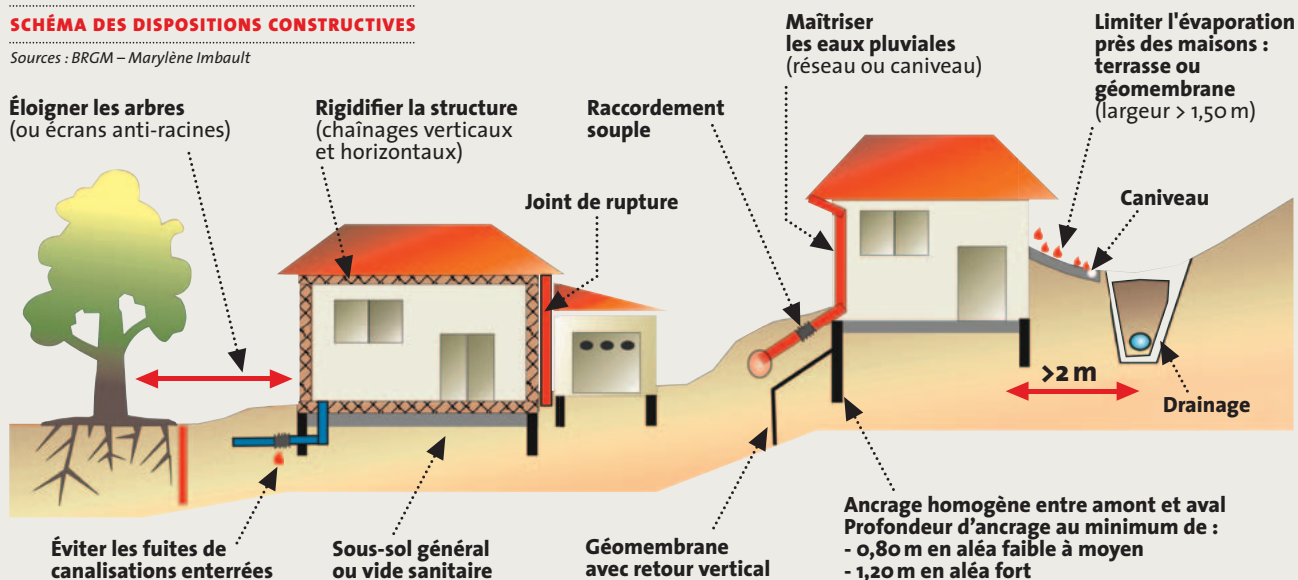 SCHÉMA DES DISPOSITIONS CONSTRUCTIVES
Sources : BRGM – Marylène Imbault
Éloigner les arbres
(ou écrans anti-racines)
Rigidifier la structure
(chaînages verticaux
et horizontaux)
Joint de rupture
Raccordement
souple
Maîtriser
les eaux pluviales
(réseau ou caniveau)
Limiter l'évaporation
près des maisons :
terrasse ou
géomembrane
(largeur > 1,50 m)
Caniveau
>2 m
Drainage
Éviter les fuites de
canalisations enterrées
Sous-sol général
ou vide sanitaire
Géomembrane
avec retour vertical
Ancrage homogène entre amont et aval
Profondeur d’ancrage au minimum de :
- 0,80 m en aléa faible à moyen
- 1,20 m en aléa fort